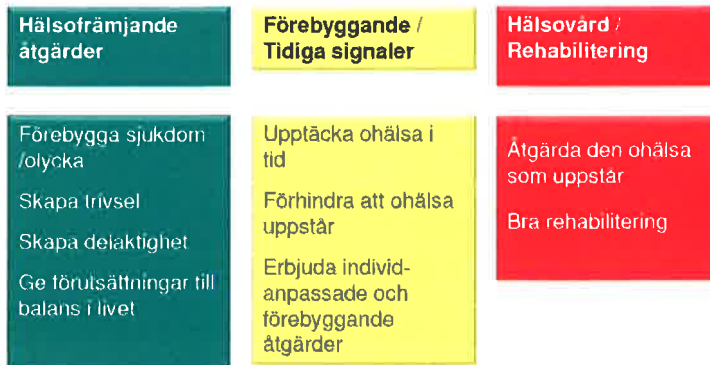 Hälsofrämjande
åtgärder
Förebyggande /
Tidiga signaler
Hälsovård /
Rehabilitering
Förebygga sjukdom
/olycka
Skapa trivsel
Skapa delaktighet
Ge förutsättningar till
balans i livet
Upptäcka ohälsa i
tid
Förhindra att ohälsa
uppstår
Erbjuda individ-
anpassade och
förebyggande
åtgärder
Åtgärda den ohälsa
som uppstår
Bra rehabilitering